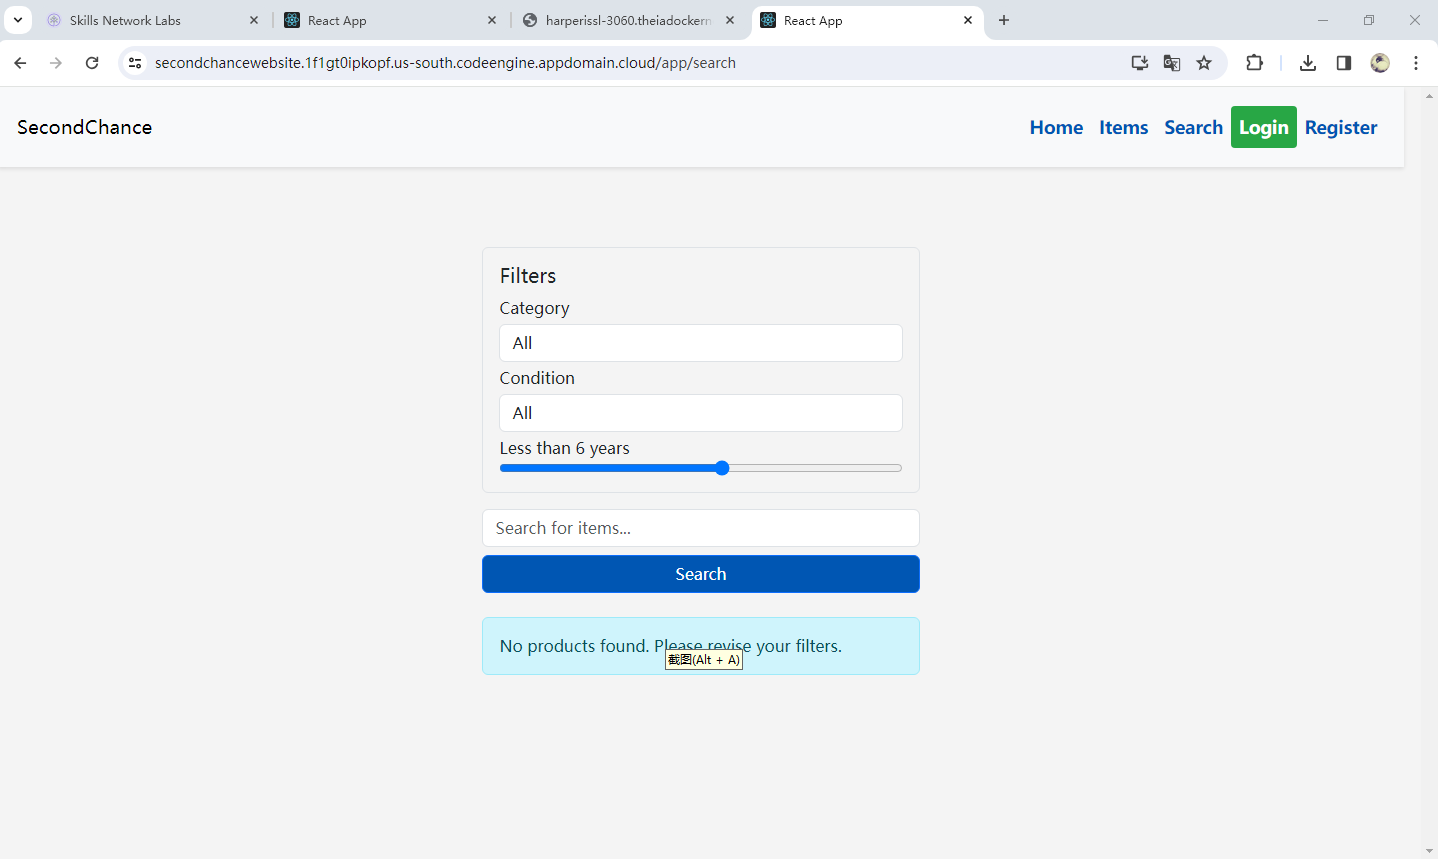 Skills Network Labs
React App
harperissl-3060.theiadockern
React App
secondchancewebsite.1f1gt0ipkopf.us-south.codeengine.appdomain.cloud/app/search
SecondChance
Home Items Search Login Register
Filters
Category
All
Condition
All
Less than 6 years
Search for items...
Search
No products found. Please revise your filters.
截图(Alt + A)